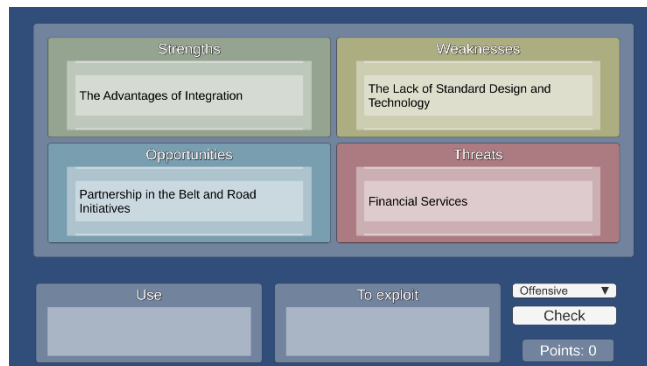 Strengths
Weaknesses
The Advantages of Integration
The Lack of Standard Design and
Technology
Opportunities
Threats
Partnership in the Belt and Road
Initiatives
Financial Services
Use
To exploit
Offensive ▼
Check
Points: 0